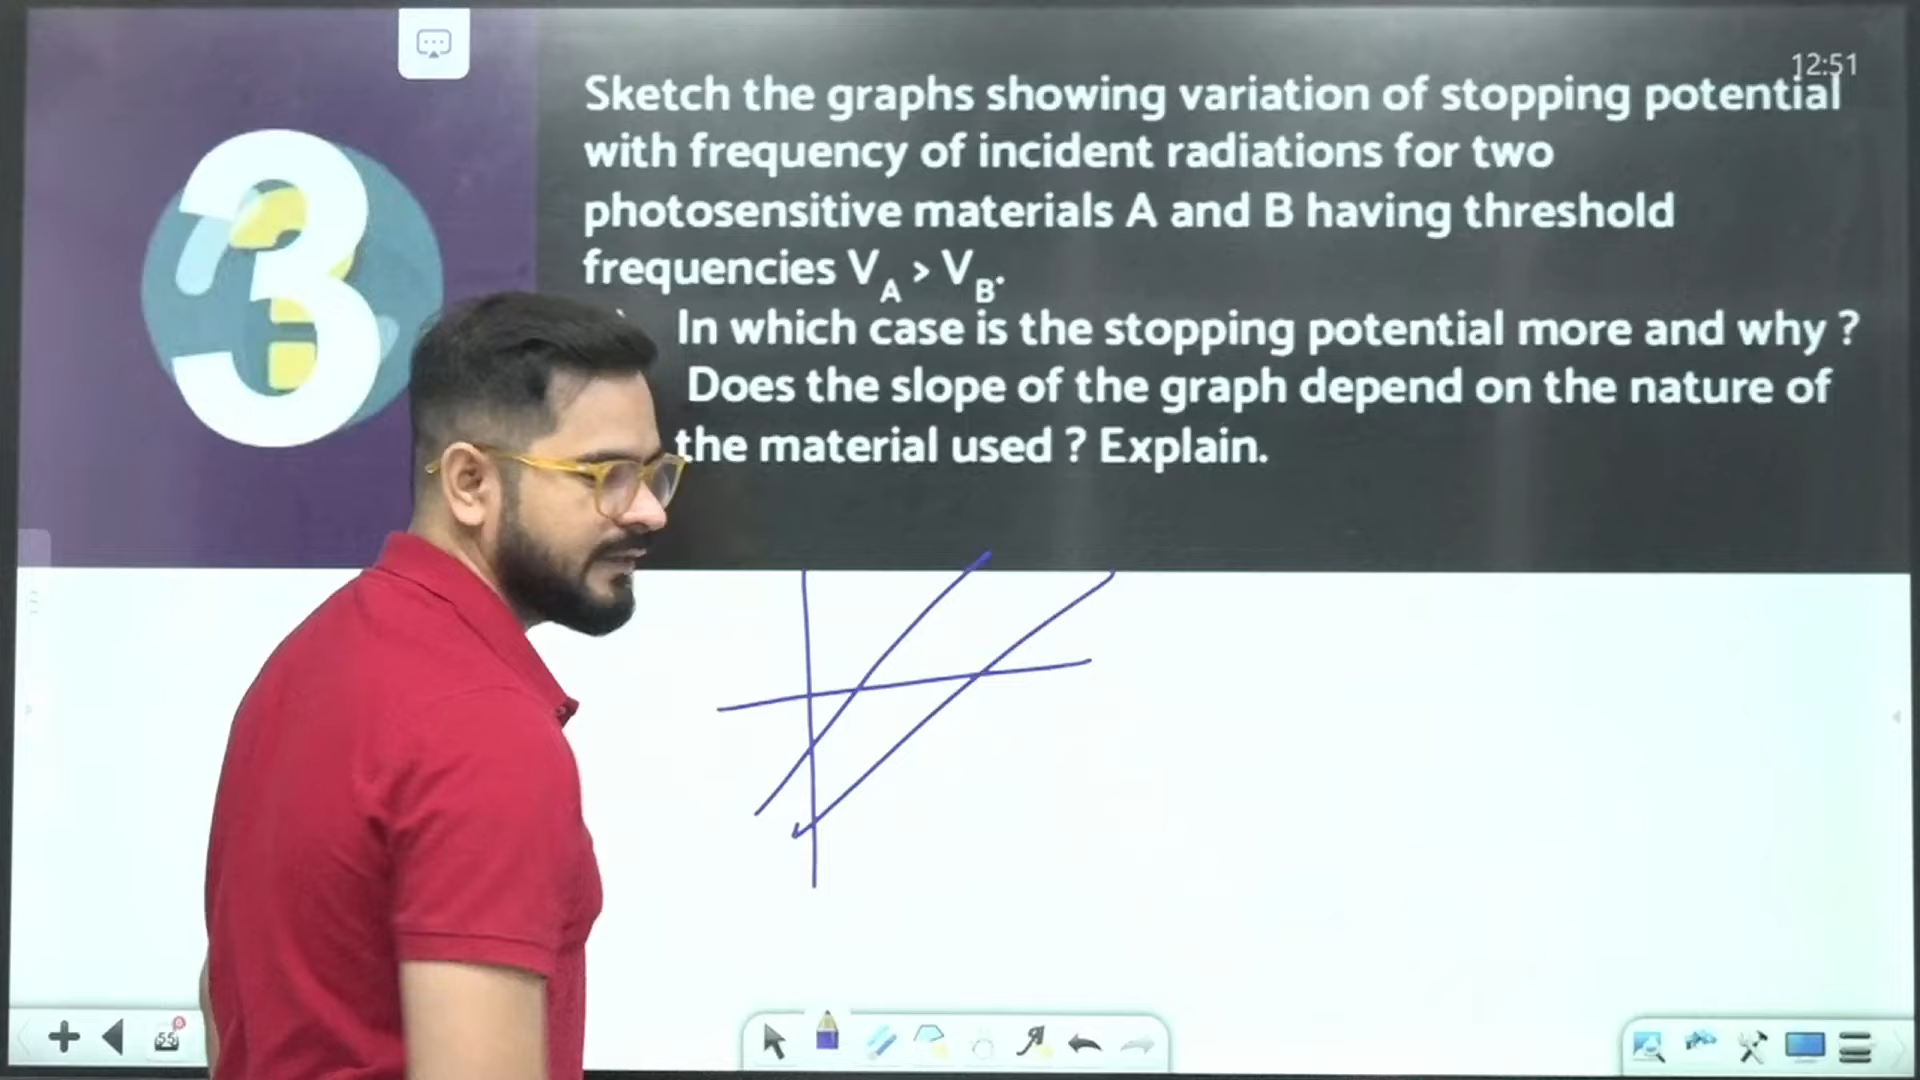 12:51
3
Sketch the graphs showing variation of stopping potential
with frequency of incident radiations for two
photosensitive materials A and B having threshold
frequencies V_A > V_B.
In which case is the stopping potential more and why ?
Does the slope of the graph depend on the nature of
the material used ? Explain.
55